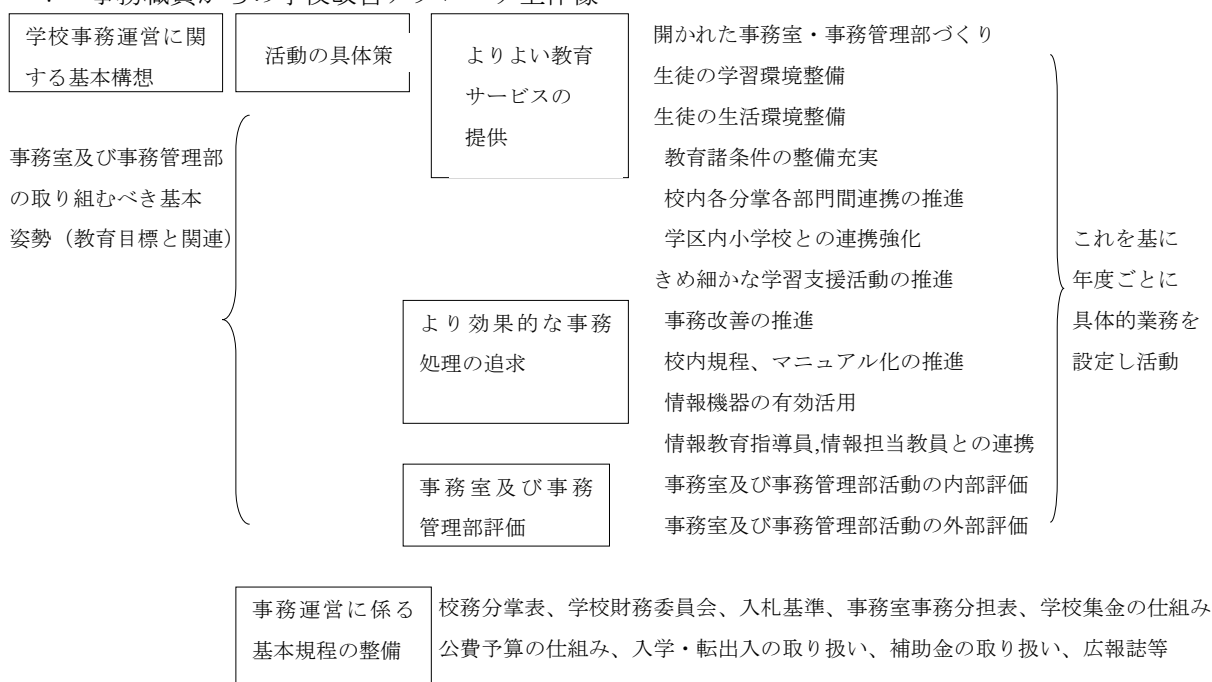 学校事務運営に関
する基本構想
活動の具体策
よりよい教育
サービスの
提供
開かれた事務室・事務管理部づくり
生徒の学習環境整備
生徒の生活環境整備
教育諸条件の整備充実
校内各分掌各部門間連携の推進
学区内小学校との連携強化
きめ細かな学習支援活動の推進
事務室及び事務管理部
の取り組むべき基本
姿勢（教育目標と関連）
より効果的な事務
処理の追求
事務改善の推進
校内規程、マニュアル化の推進
情報機器の有効活用
情報教育指導員,情報担当教員との連携
事務室及び事務
管理部評価
事務室及び事務管理部活動の内部評価
事務室及び事務管理部活動の外部評価
これを基に
年度ごとに
具体的業務を
設定し活動
事務運営に係る
基本規程の整備
校務分掌表、学校財務委員会、入札基準、事務室事務分担表、学校集金の仕組み
公費予算の仕組み、入学・転出入の取り扱い、補助金の取り扱い、広報誌等